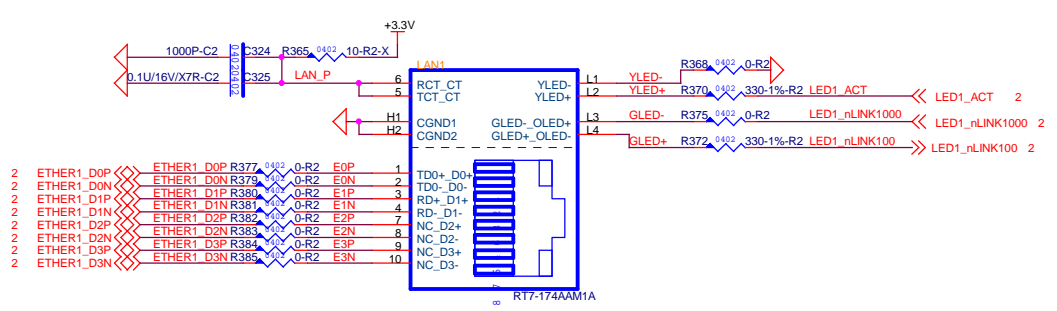 +3.3V
1000P-C2 0402 C324 R365 0402 10-R2-X
0.1U/16V/X7R-C2 0402 C325 LAN_P
LAN1
6 RCT_CT
5 TCT_CT
H1 CGND1
H2 CGND2
YLED- L1 YLED- R368 0402 0-R2
YLED+ L2 YLED+ R370 0402 330-1%-R2 LED1_ACT LED1_ACT 2
GLED-_OLED+ L3 GLED- R375 0402 0-R2 LED1_nLINK1000 LED1_nLINK1000 2
GLED+_OLED- L4 GLED+ R372 0402 330-1%-R2 LED1_nLINK100 LED1_nLINK100 2
2 ETHER1_D0P ETHER1_D0P R377 0402 0-R2 E0P 1 TD0+_D0+
2 ETHER1_D0N ETHER1_D0N R379 0402 0-R2 E0N 2 TD0-_D0-
2 ETHER1_D1P ETHER1_D1P R380 0402 0-R2 E1P 3 RD+_D1+
2 ETHER1_D1N ETHER1_D1N R381 0402 0-R2 E1N 4 RD-_D1-
2 ETHER1_D2P ETHER1_D2P R382 0402 0-R2 E2P 7 NC_D2+
2 ETHER1_D2N ETHER1_D2N R383 0402 0-R2 E2N 8 NC_D2-
2 ETHER1_D3P ETHER1_D3P R384 0402 0-R2 E3P 9 NC_D3+
2 ETHER1_D3N ETHER1_D3N R385 0402 0-R2 E3N 10 NC_D3-
7
8
RT7-174AAM1A